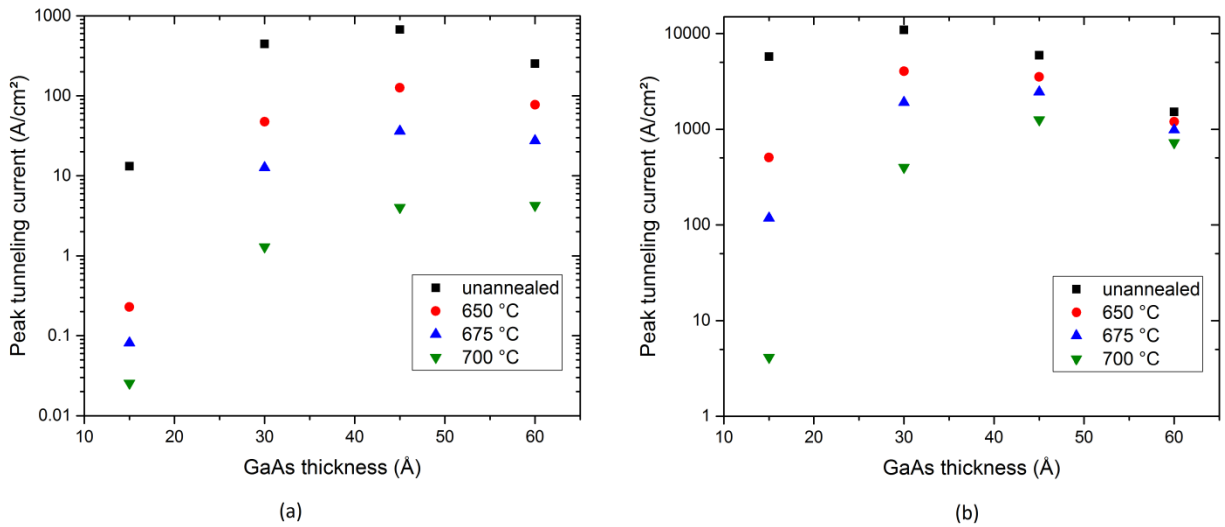 1000
100
10
1
0.1
0.01
Peak tunneling current (A/cm²)
unannealed
650 °C
675 °C
700 °C
10 20 30 40 50 60
GaAs thickness (Å)
(a)
10000
1000
100
10
1
Peak tunneling current (A/cm²)
unannealed
650 °C
675 °C
700 °C
10 20 30 40 50 60
GaAs thickness (Å)
(b)